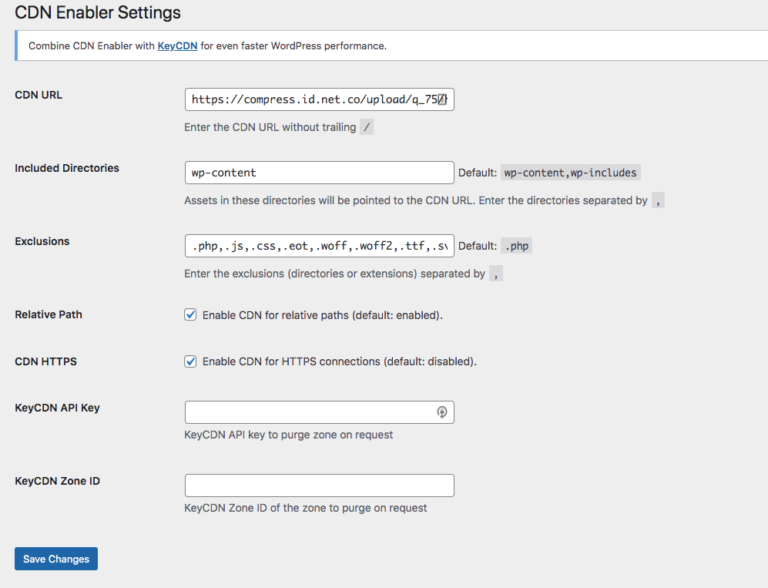 CDN Enabler Settings
Combine CDN Enabler with KeyCDN for even faster WordPress performance.
CDN URL
https://compress.id.net.co/upload/q_75/
Enter the CDN URL without trailing /
Included Directories
wp-content Default: wp-content,wp-includes
Assets in these directories will be pointed to the CDN URL. Enter the directories separated by ,
Exclusions
.php,.js,.css,.eot,.woff,.woff2,.ttf,.sv Default: .php
Enter the exclusions (directories or extensions) separated by ,
Relative Path
Enable CDN for relative paths (default: enabled).
CDN HTTPS
Enable CDN for HTTPS connections (default: disabled).
KeyCDN API Key
KeyCDN API key to purge zone on request
KeyCDN Zone ID
KeyCDN Zone ID of the zone to purge on request
Save Changes